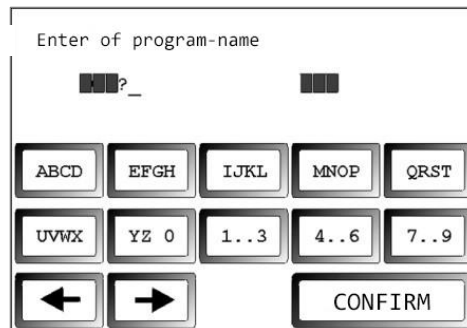 Enter of program-name
?_
ABCD EFGH IJKL MNOP QRST
UVWX YZ 0 1..3 4..6 7..9
CONFIRM